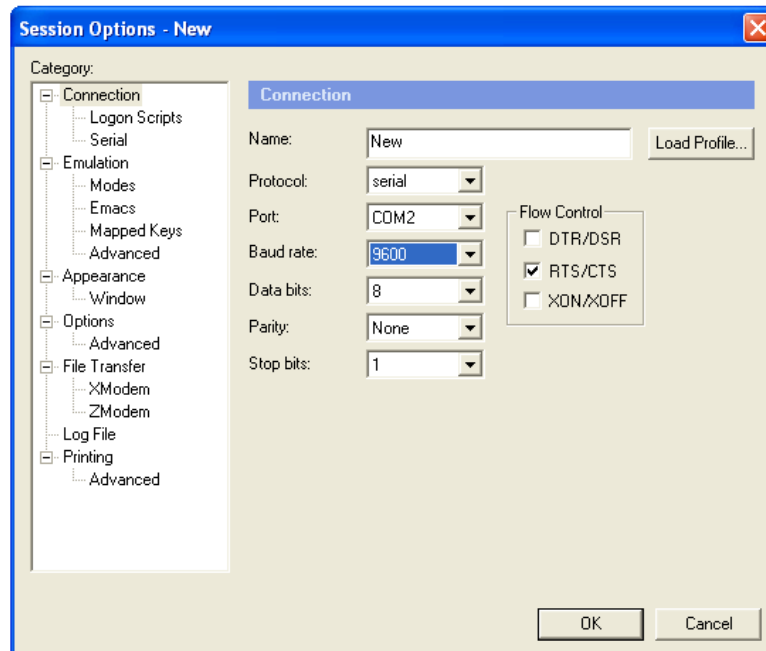 Session Options - New
Category:
Connection
Logon Scripts
Serial
Emulation
Modes
Emacs
Mapped Keys
Advanced
Appearance
Window
Options
Advanced
File Transfer
XModem
ZModem
Log File
Printing
Advanced
Connection
Name: New Load Profile...
Protocol: serial
Port: COM2
Baud rate: 9600
Data bits: 8
Parity: None
Stop bits: 1
Flow Control
DTR/DSR
RTS/CTS
XON/XOFF
OK Cancel